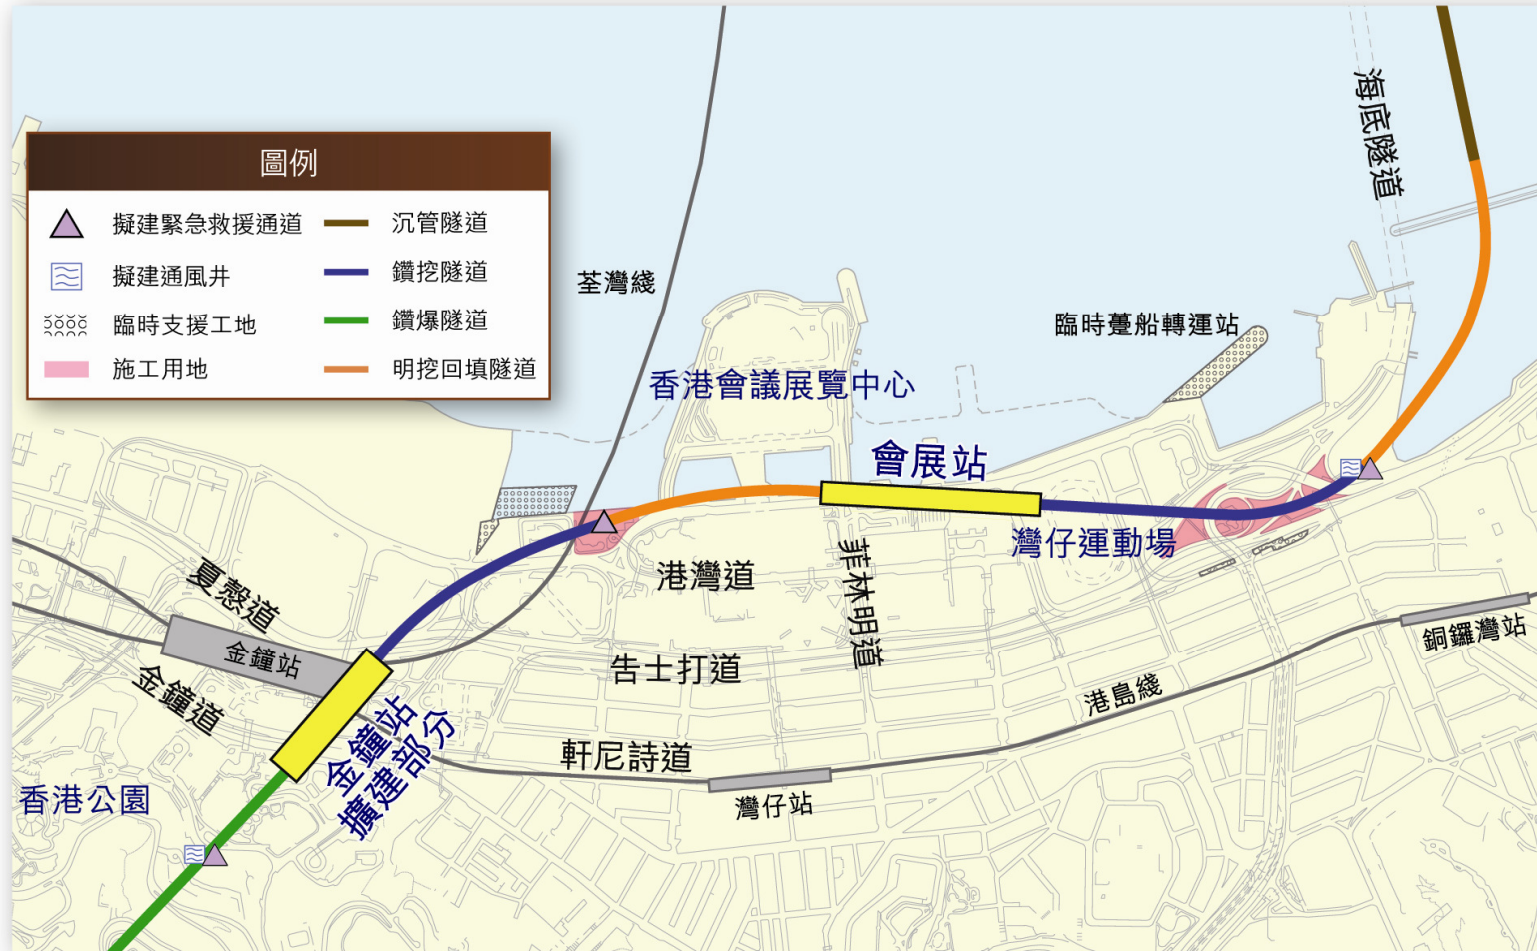 圖例
擬建緊急救援通道
沉管隧道
擬建通風井
鑽挖隧道
臨時支援工地
鑽爆隧道
施工用地
明挖回填隧道
海底隧道
荃灣綫
臨時躉船轉運站
香港會議展覽中心
會展站
灣仔運動場
港灣道
菲林明道
夏慤道
金鐘站
金鐘道
告士打道
銅鑼灣站
港島綫
金鐘站
擴建部分
軒尼詩道
灣仔站
香港公園